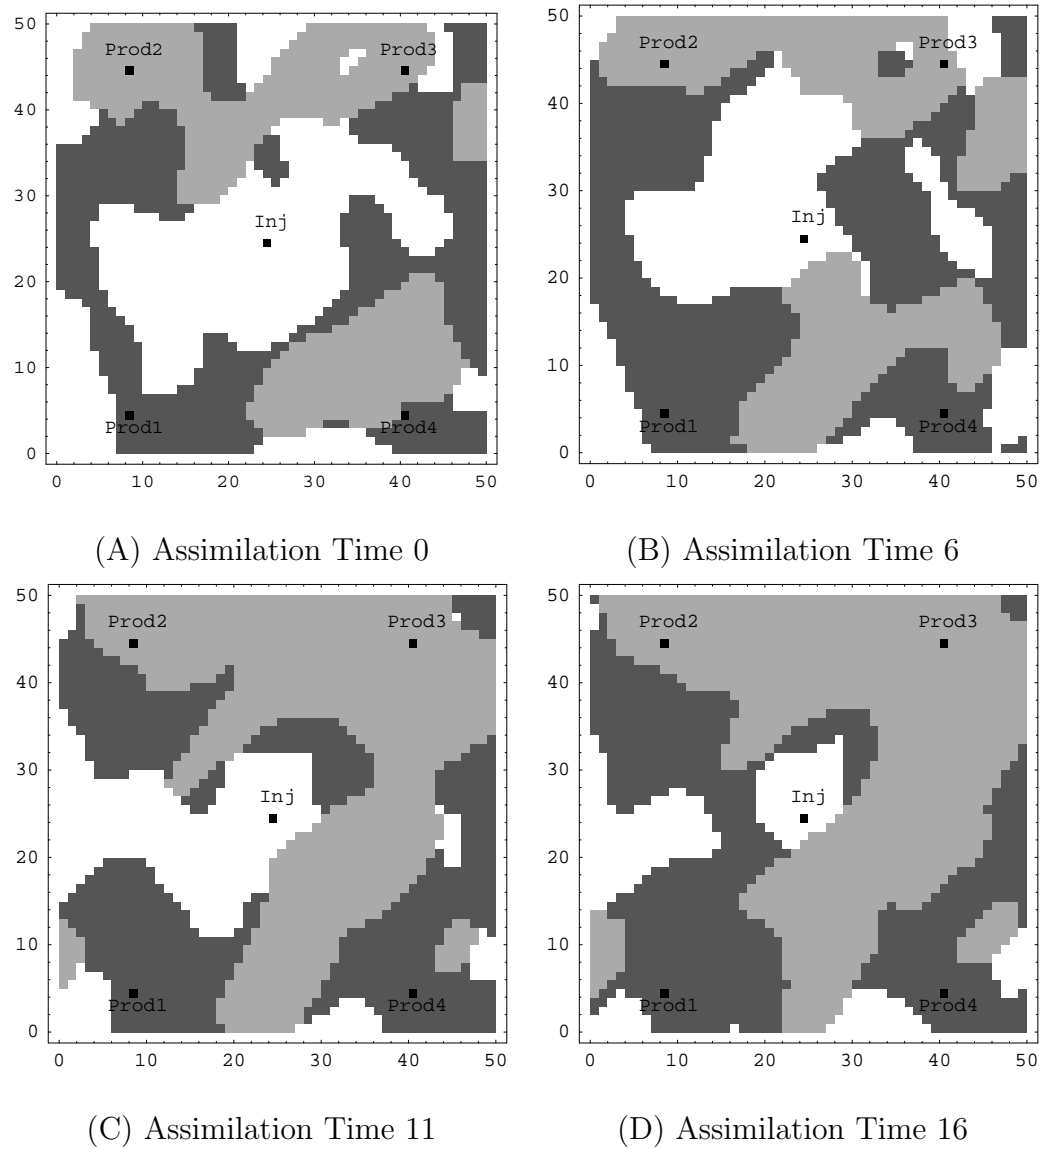 50
Prod2 Prod3
40
30
Inj
20
10
Prod1 Prod4
0
0 10 20 30 40 50
(A) Assimilation Time 0
50
Prod2 Prod3
40
30
Inj
20
10
Prod1 Prod4
0
0 10 20 30 40 50
(B) Assimilation Time 6
50
Prod2 Prod3
40
30
Inj
20
10
Prod1 Prod4
0
0 10 20 30 40 50
(C) Assimilation Time 11
50
Prod2 Prod3
40
30
Inj
20
10
Prod1 Prod4
0
0 10 20 30 40 50
(D) Assimilation Time 16